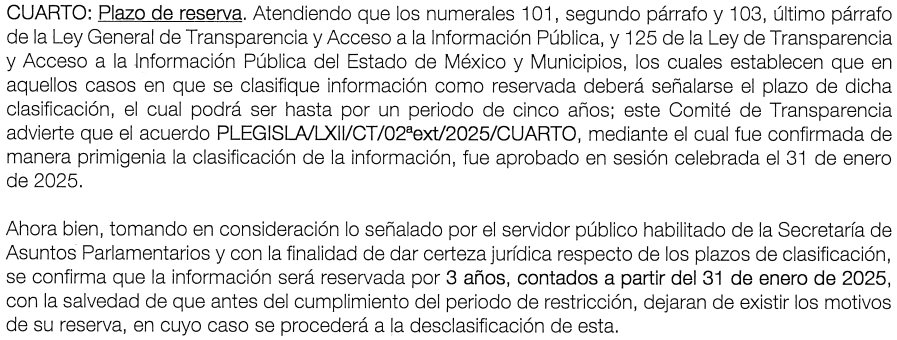 CUARTO: Plazo de reserva. Atendiendo que los numerales 101, segundo párrafo y 103, último párrafo
de la Ley General de Transparencia y Acceso a la Información Pública, y 125 de la Ley de Transparencia
y Acceso a la Información Pública del Estado de México y Municipios, los cuales establecen que en
aquellos casos en que se clasifique información como reservada deberá señalarse el plazo de dicha
clasificación, el cual podrá ser hasta por un periodo de cinco años; este Comité de Transparencia
advierte que el acuerdo PLEGISLA/LXII/CT/02ªext/2025/CUARTO, mediante el cual fue confirmada de
manera primigenia la clasificación de la información, fue aprobado en sesión celebrada el 31 de enero
de 2025.
Ahora bien, tomando en consideración lo señalado por el servidor público habilitado de la Secretaría de
Asuntos Parlamentarios y con la finalidad de dar certeza jurídica respecto de los plazos de clasificación,
se confirma que la información será reservada por 3 años, contados a partir del 31 de enero de 2025,
con la salvedad de que antes del cumplimiento del periodo de restricción, dejaran de existir los motivos
de su reserva, en cuyo caso se procederá a la desclasificación de esta.